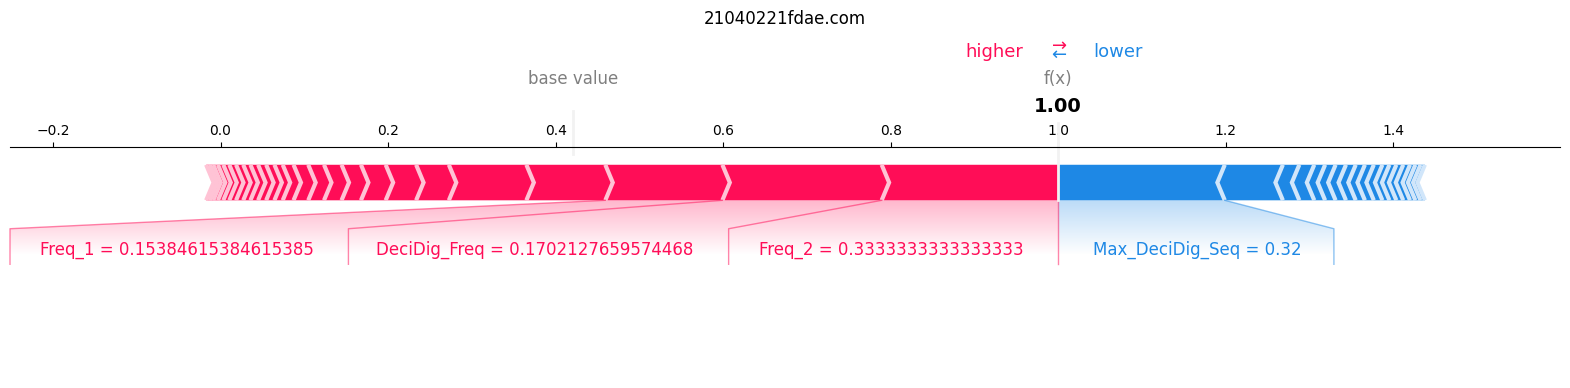 21040221fdae.com
higher ⇄ lower
base value f(x)
1.00
−0.2 0.0 0.2 0.4 0.6 0.8 1.0 1.2 1.4
Freq_1 = 0.15384615384615385 DeciDig_Freq = 0.1702127659574468 Freq_2 = 0.3333333333333333 Max_DeciDig_Seq = 0.32